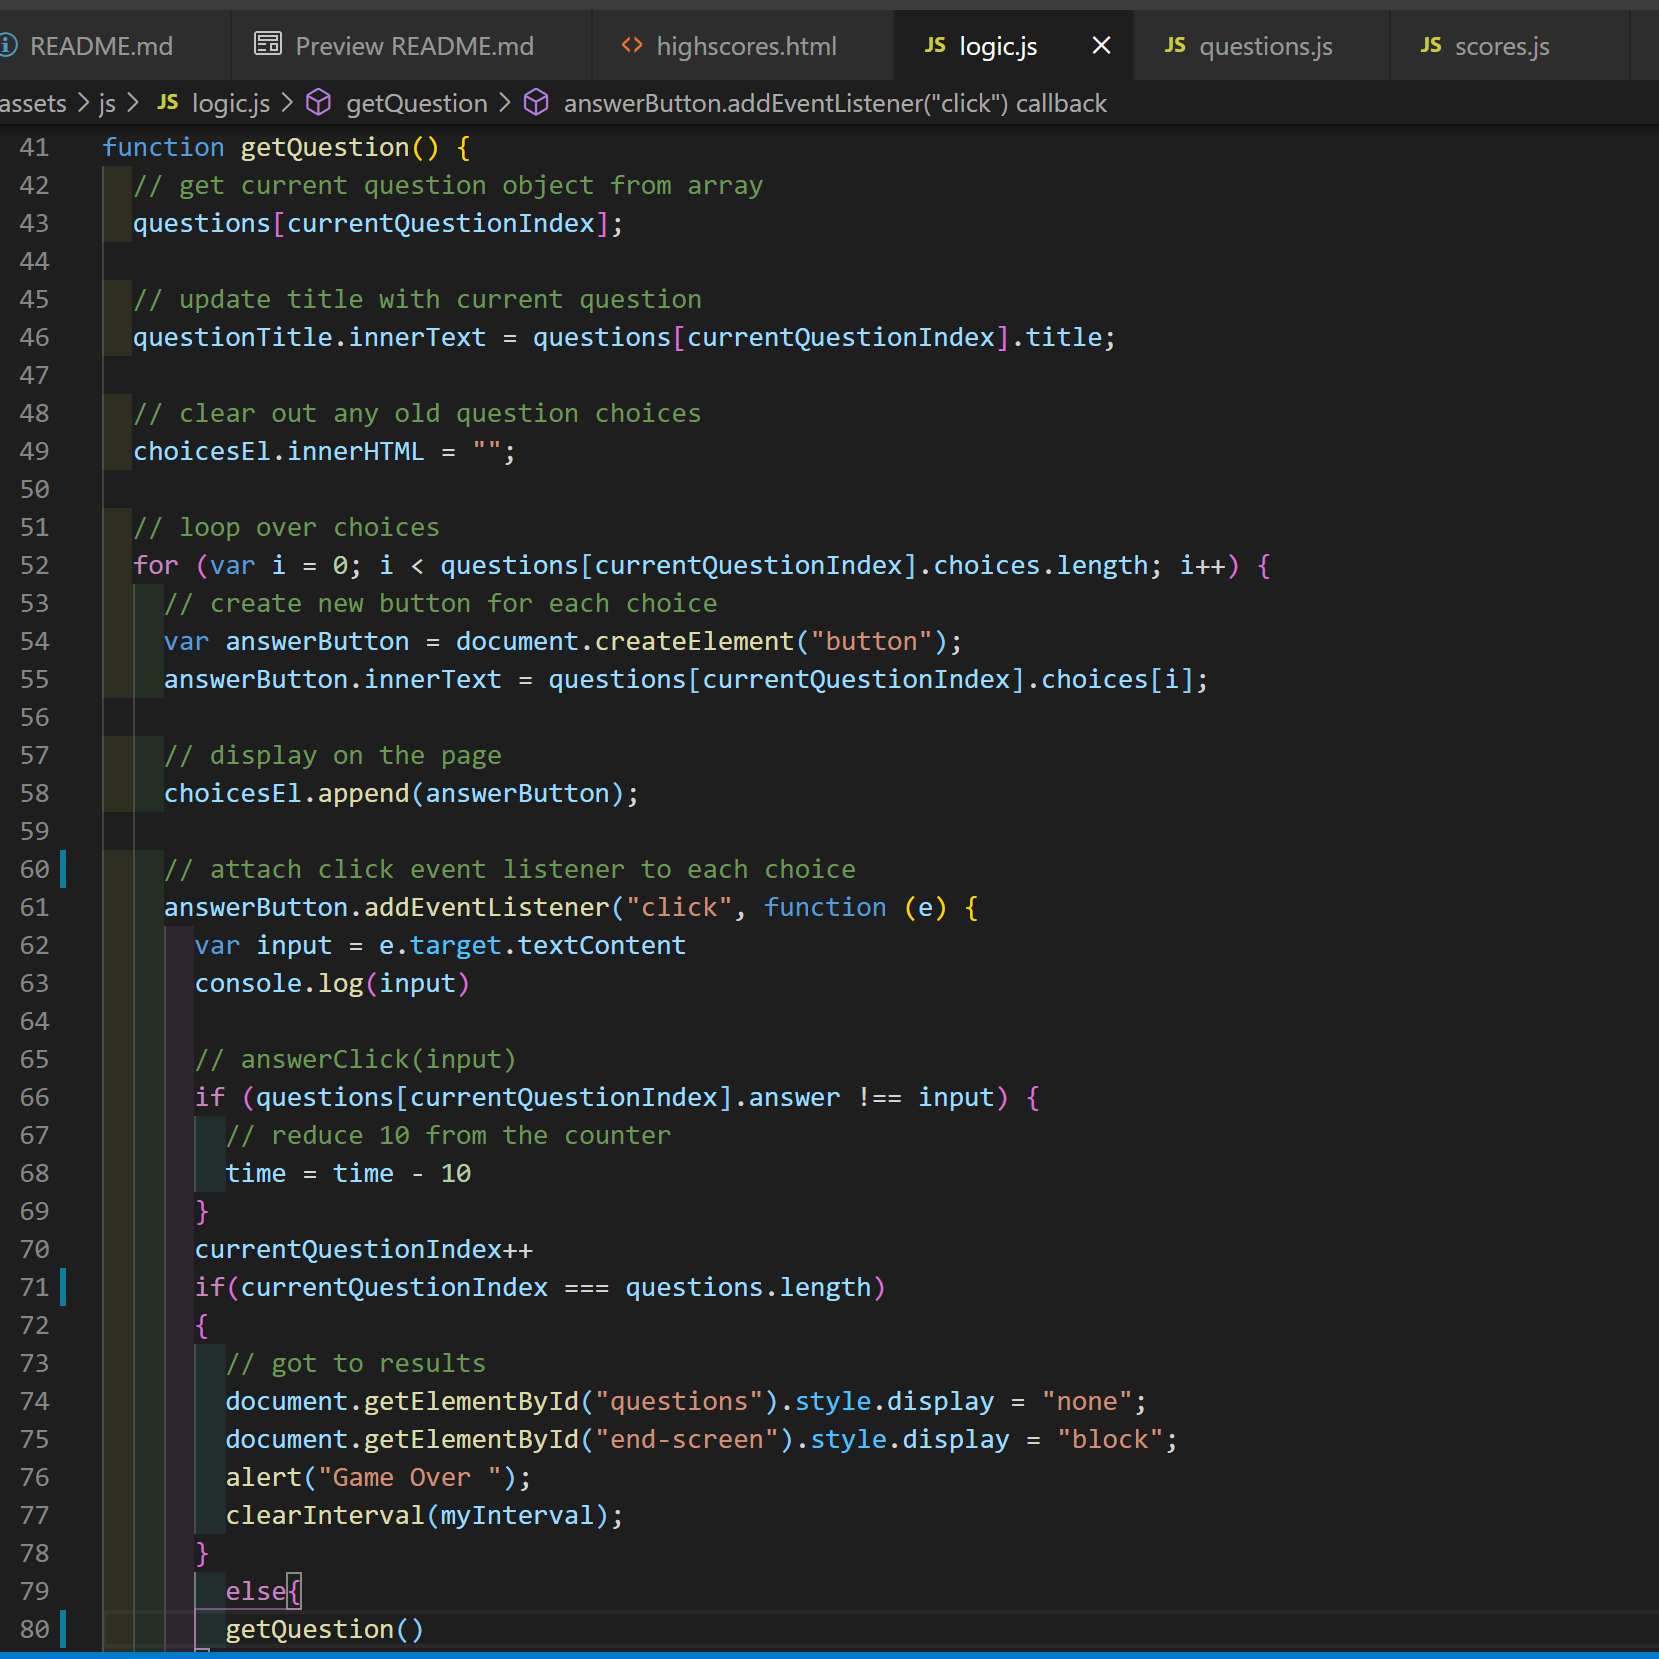 README.md Preview README.md <> highscores.html JS logic.js × JS questions.js JS scores.js
assets > js > JS logic.js > getQuestion > answerButton.addEventListener("click") callback
41 function getQuestion() {
42 // get current question object from array
43 questions[currentQuestionIndex];
44
45 // update title with current question
46 questionTitle.innerText = questions[currentQuestionIndex].title;
47
48 // clear out any old question choices
49 choicesEl.innerHTML = "";
50
51 // loop over choices
52 for (var i = 0; i < questions[currentQuestionIndex].choices.length; i++) {
53 // create new button for each choice
54 var answerButton = document.createElement("button");
55 answerButton.innerText = questions[currentQuestionIndex].choices[i];
56
57 // display on the page
58 choicesEl.append(answerButton);
59
60 // attach click event listener to each choice
61 answerButton.addEventListener("click", function (e) {
62 var input = e.target.textContent
63 console.log(input)
64
65 // answerClick(input)
66 if (questions[currentQuestionIndex].answer !== input) {
67 // reduce 10 from the counter
68 time = time - 10
69 }
70 currentQuestionIndex++
71 if(currentQuestionIndex === questions.length)
72 {
73 // got to results
74 document.getElementById("questions").style.display = "none";
75 document.getElementById("end-screen").style.display = "block";
76 alert("Game Over ");
77 clearInterval(myInterval);
78 }
79 else{
80 getQuestion()